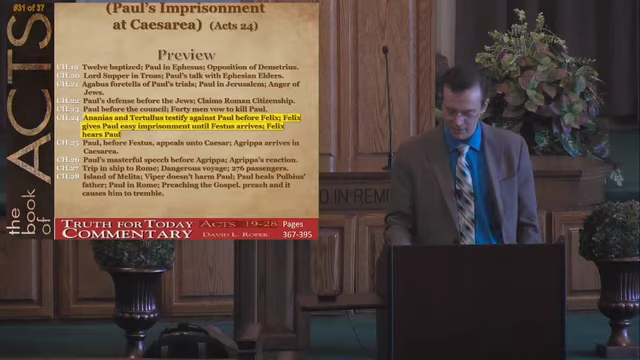 #31 of 37
(Paul's Imprisonment
at Caesarea) (Acts 24)
Preview
CH.19 Twelve baptized; Paul in Ephesus; Opposition of Demetrius.
CH.20 Lord Supper in Troas; Paul's talk with Ephesian Elders.
CH.21 Agabus foretells of Paul's trials; Paul in Jerusalem; Anger of
Jews.
CH.22 Paul's defense before the Jews; Claims Roman Citizenship.
CH.23 Paul before the council; Forty men vow to kill Paul.
CH.24 Ananias and Tertullus testify against Paul before Felix; Felix
gives Paul easy imprisonment until Festus arrives; Felix
hears Paul
CH.25 Paul, before Festus, appeals unto Caesar; Agrippa arrives in
Caesarea.
CH.26 Paul's masterful speech before Agrippa; Agrippa's reaction.
CH.27 Trip in ship to Rome; Dangerous voyage; 276 passengers.
CH.28 Island of Melita; Viper doesn't harm Paul; Paul heals Publius'
father; Paul in Rome; Preaching the Gospel. preach and it
causes him to tremble.
the book of ACTS
TRUTH FOR TODAY COMMENTARY
ACTS 19-28
DAVID L. ROPER
Pages
367-395
IN REM